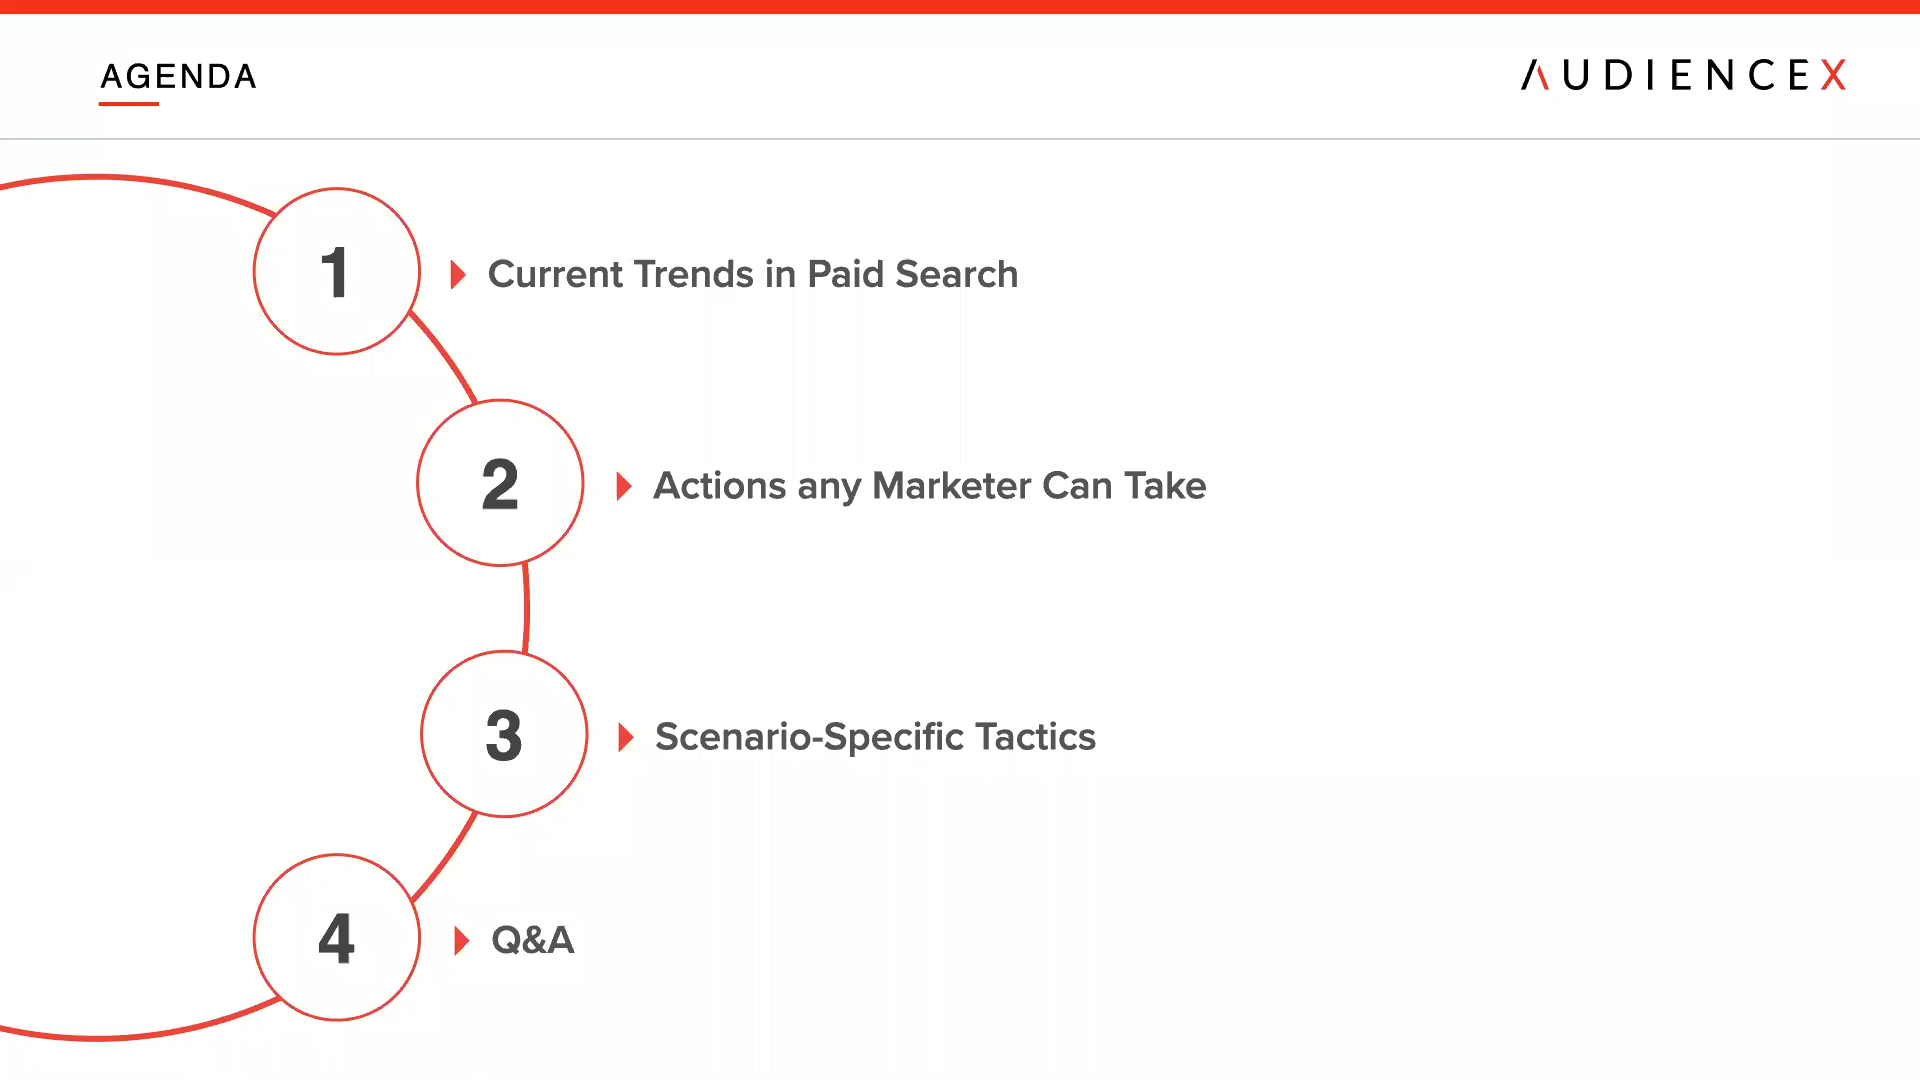 AGENDA
AUDIENCEX
1
Current Trends in Paid Search
2
Actions any Marketer Can Take
3
Scenario-Specific Tactics
4
Q&A